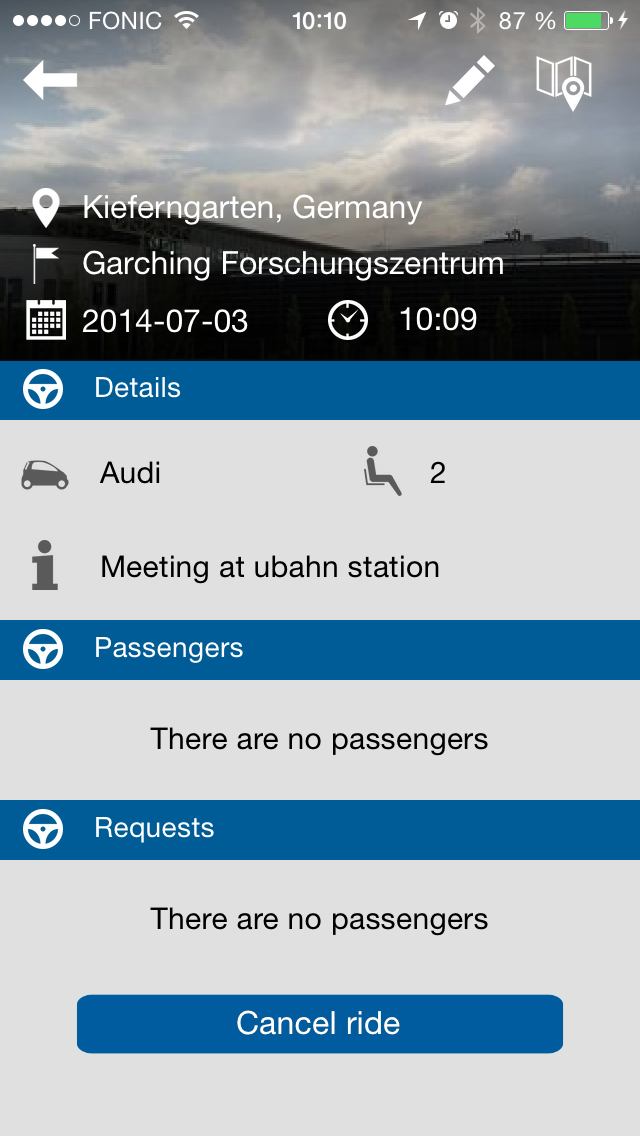 FONIC 10:10 87 %
Kieferngarten, Germany
Garching Forschungszentrum
2014-07-03 10:09
Details
Audi 2
Meeting at ubahn station
Passengers
There are no passengers
Requests
There are no passengers
Cancel ride